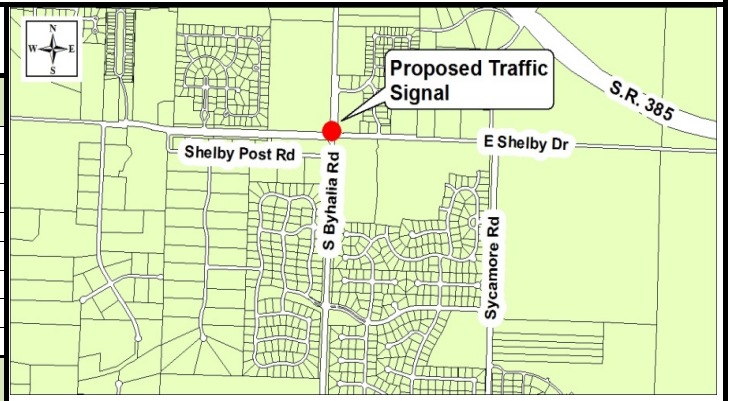 N
W E
S
Proposed Traffic
Signal
S.R. 385
E Shelby Dr
Shelby Post Rd
S Byhalia Rd
Sycamore Rd